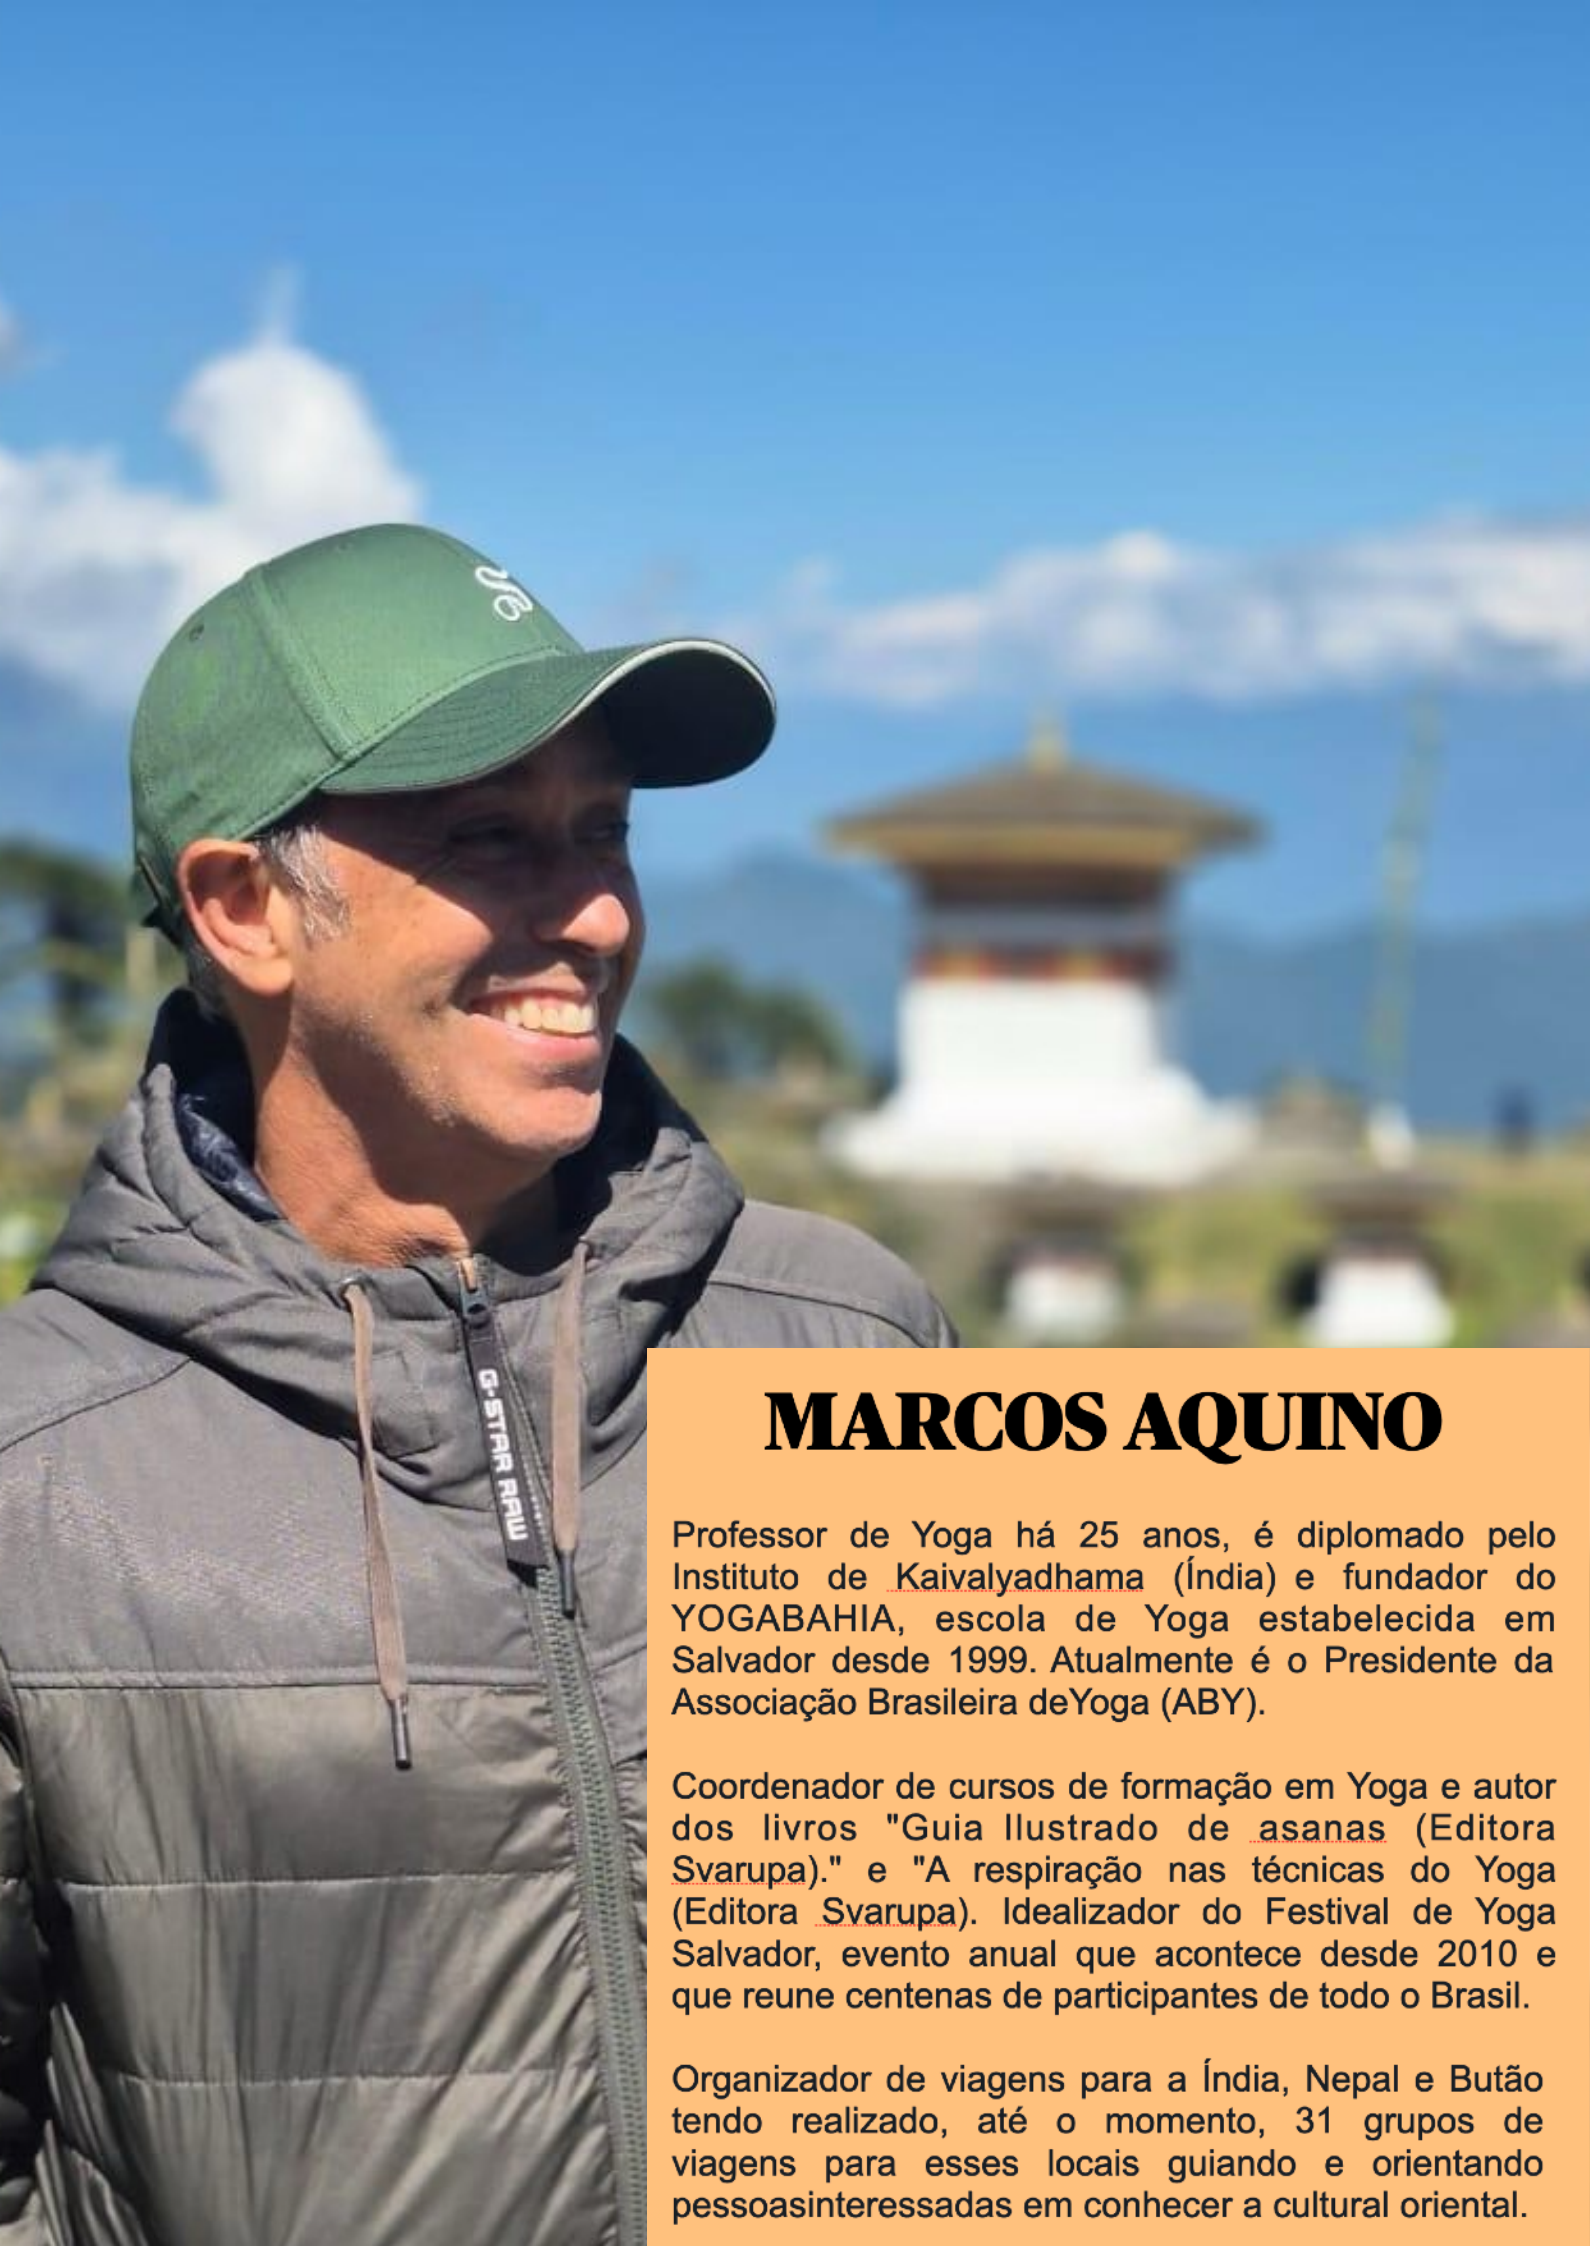 G-STAR RAW
MARCOS AQUINO
Professor de Yoga há 25 anos, é diplomado pelo
Instituto de Kaivalyadhama (Índia) e fundador do
YOGABAHIA, escola de Yoga estabelecida em
Salvador desde 1999. Atualmente é o Presidente da
Associação Brasileira deYoga (ABY).
Coordenador de cursos de formação em Yoga e autor
dos livros "Guia Ilustrado de asanas (Editora
Svarupa)." e "A respiração nas técnicas do Yoga
(Editora Svarupa). Idealizador do Festival de Yoga
Salvador, evento anual que acontece desde 2010 e
que reune centenas de participantes de todo o Brasil.
Organizador de viagens para a Índia, Nepal e Butão
tendo realizado, até o momento, 31 grupos de
viagens para esses locais guiando e orientando
pessoasinteressadas em conhecer a cultural oriental.